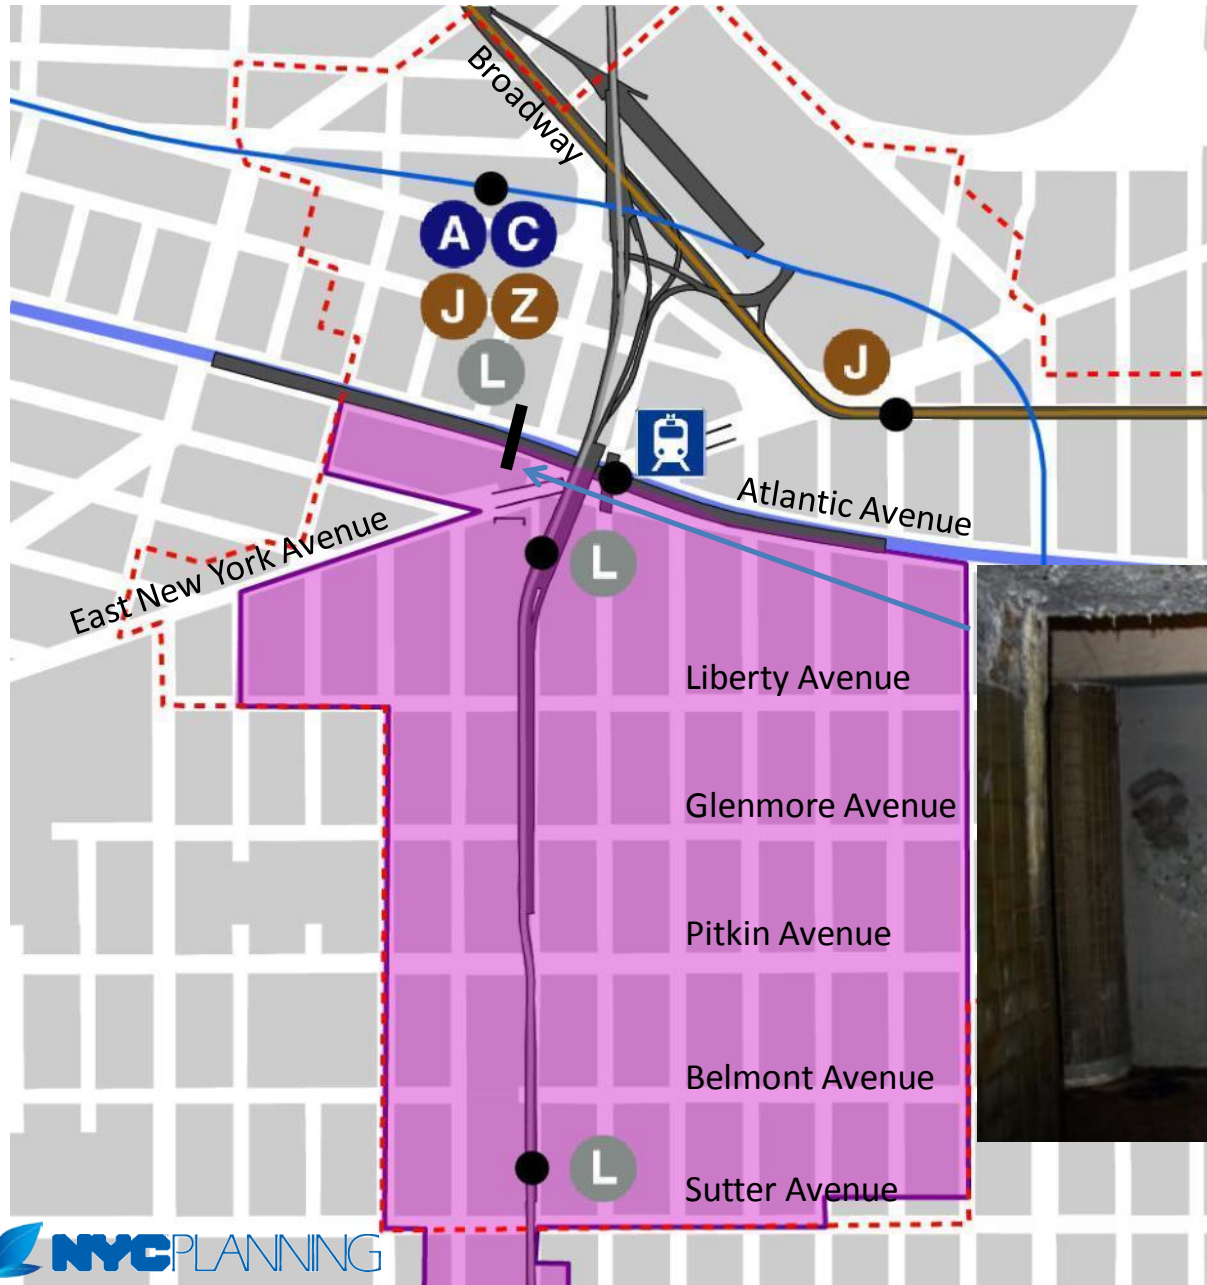 Broadway
A C
J Z
L
J
Atlantic Avenue
East New York Avenue
L
Liberty Avenue
Glenmore Avenue
Pitkin Avenue
Belmont Avenue
L
Sutter Avenue
NYCPLANNING